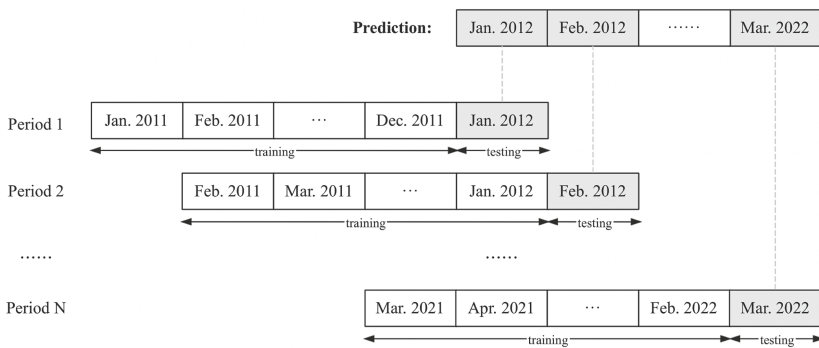 Prediction: Jan. 2012 Feb. 2012 ...... Mar. 2022
Period 1 Jan. 2011 Feb. 2011 ... Dec. 2011 Jan. 2012
training testing
Period 2 Feb. 2011 Mar. 2011 ... Jan. 2012 Feb. 2012
training testing
...... ......
Period N Mar. 2021 Apr. 2021 ... Feb. 2022 Mar. 2022
training testing